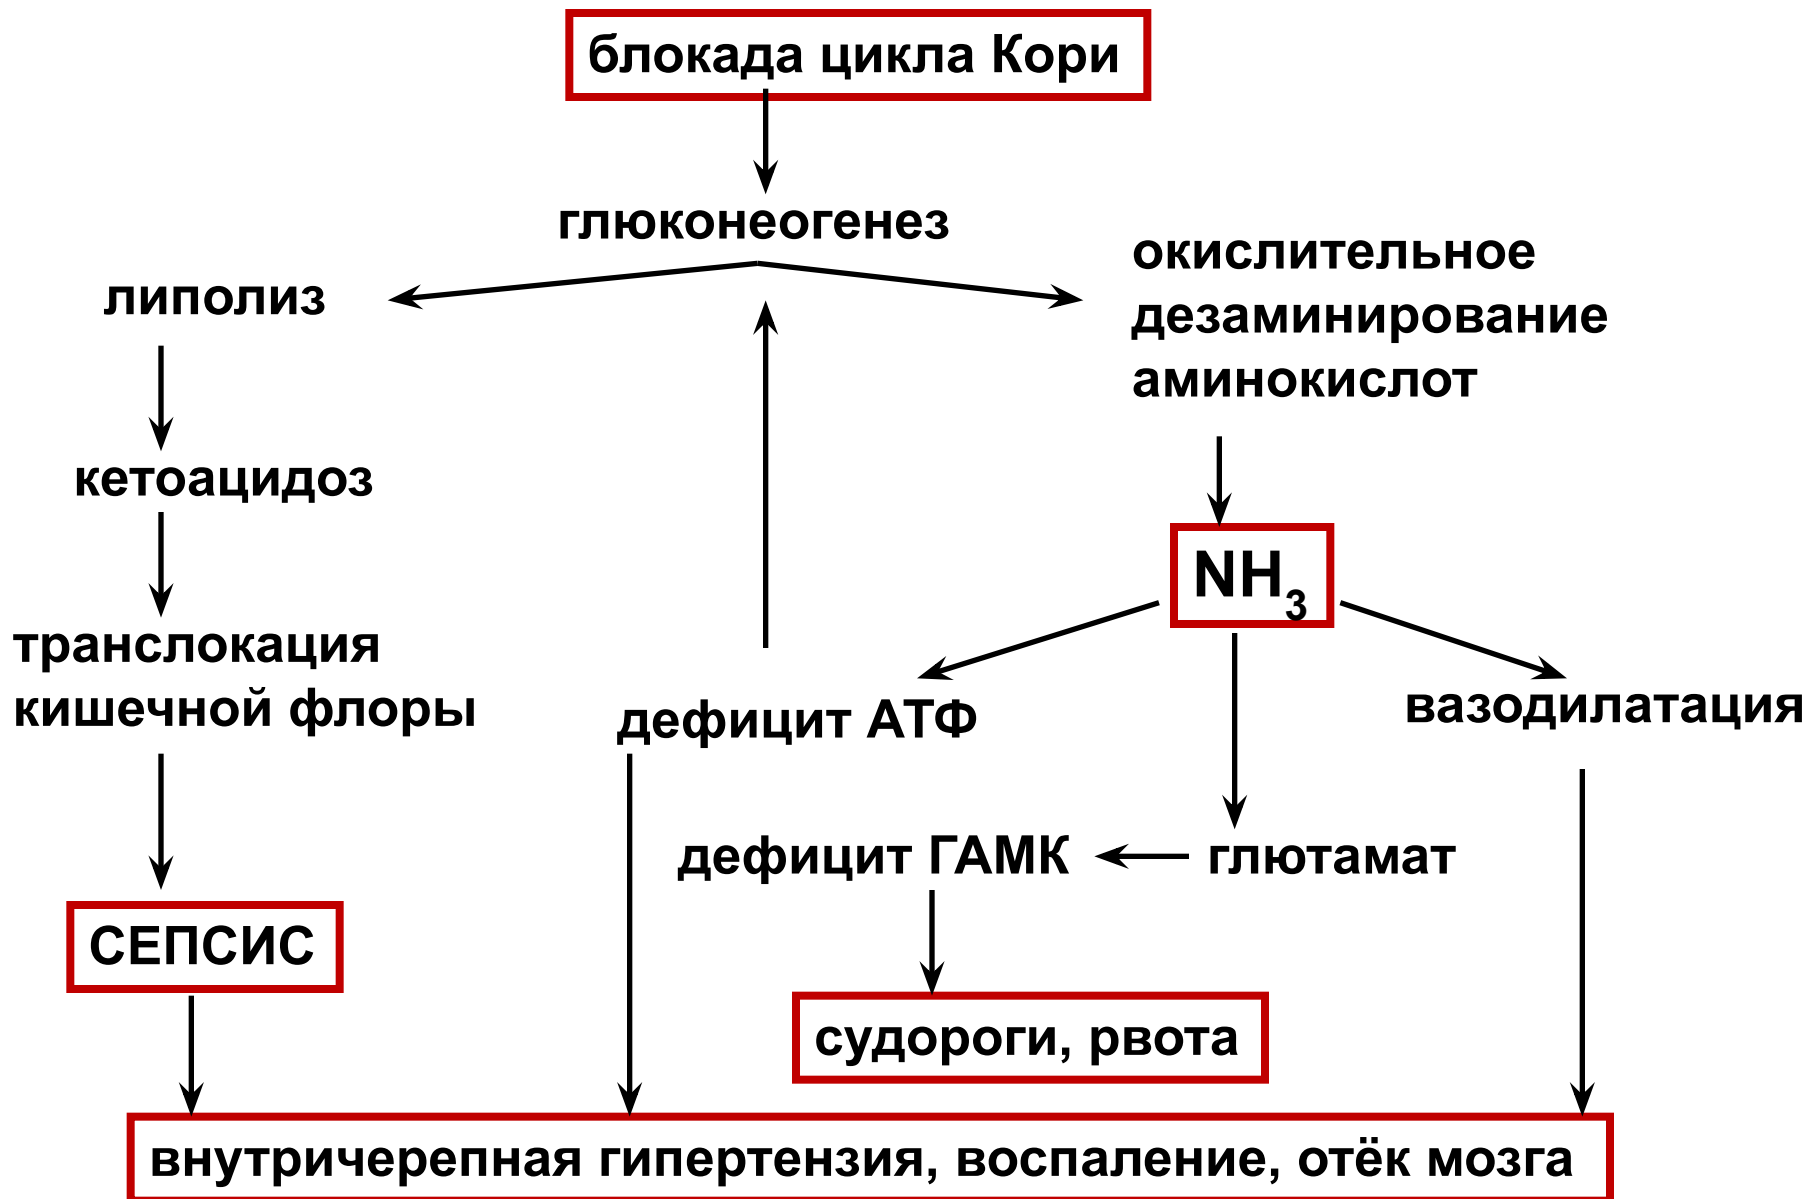 блокада цикла Кори
глюконеогенез
липолиз
окислительное
дезаминирование
аминокислот
кетоацидоз
NH₃
транслокация
кишечной флоры
дефицит АТФ
вазодилатация
дефицит ГАМК
глютамат
СЕПСИС
судороги, рвота
внутричерепная гипертензия, воспаление, отёк мозга